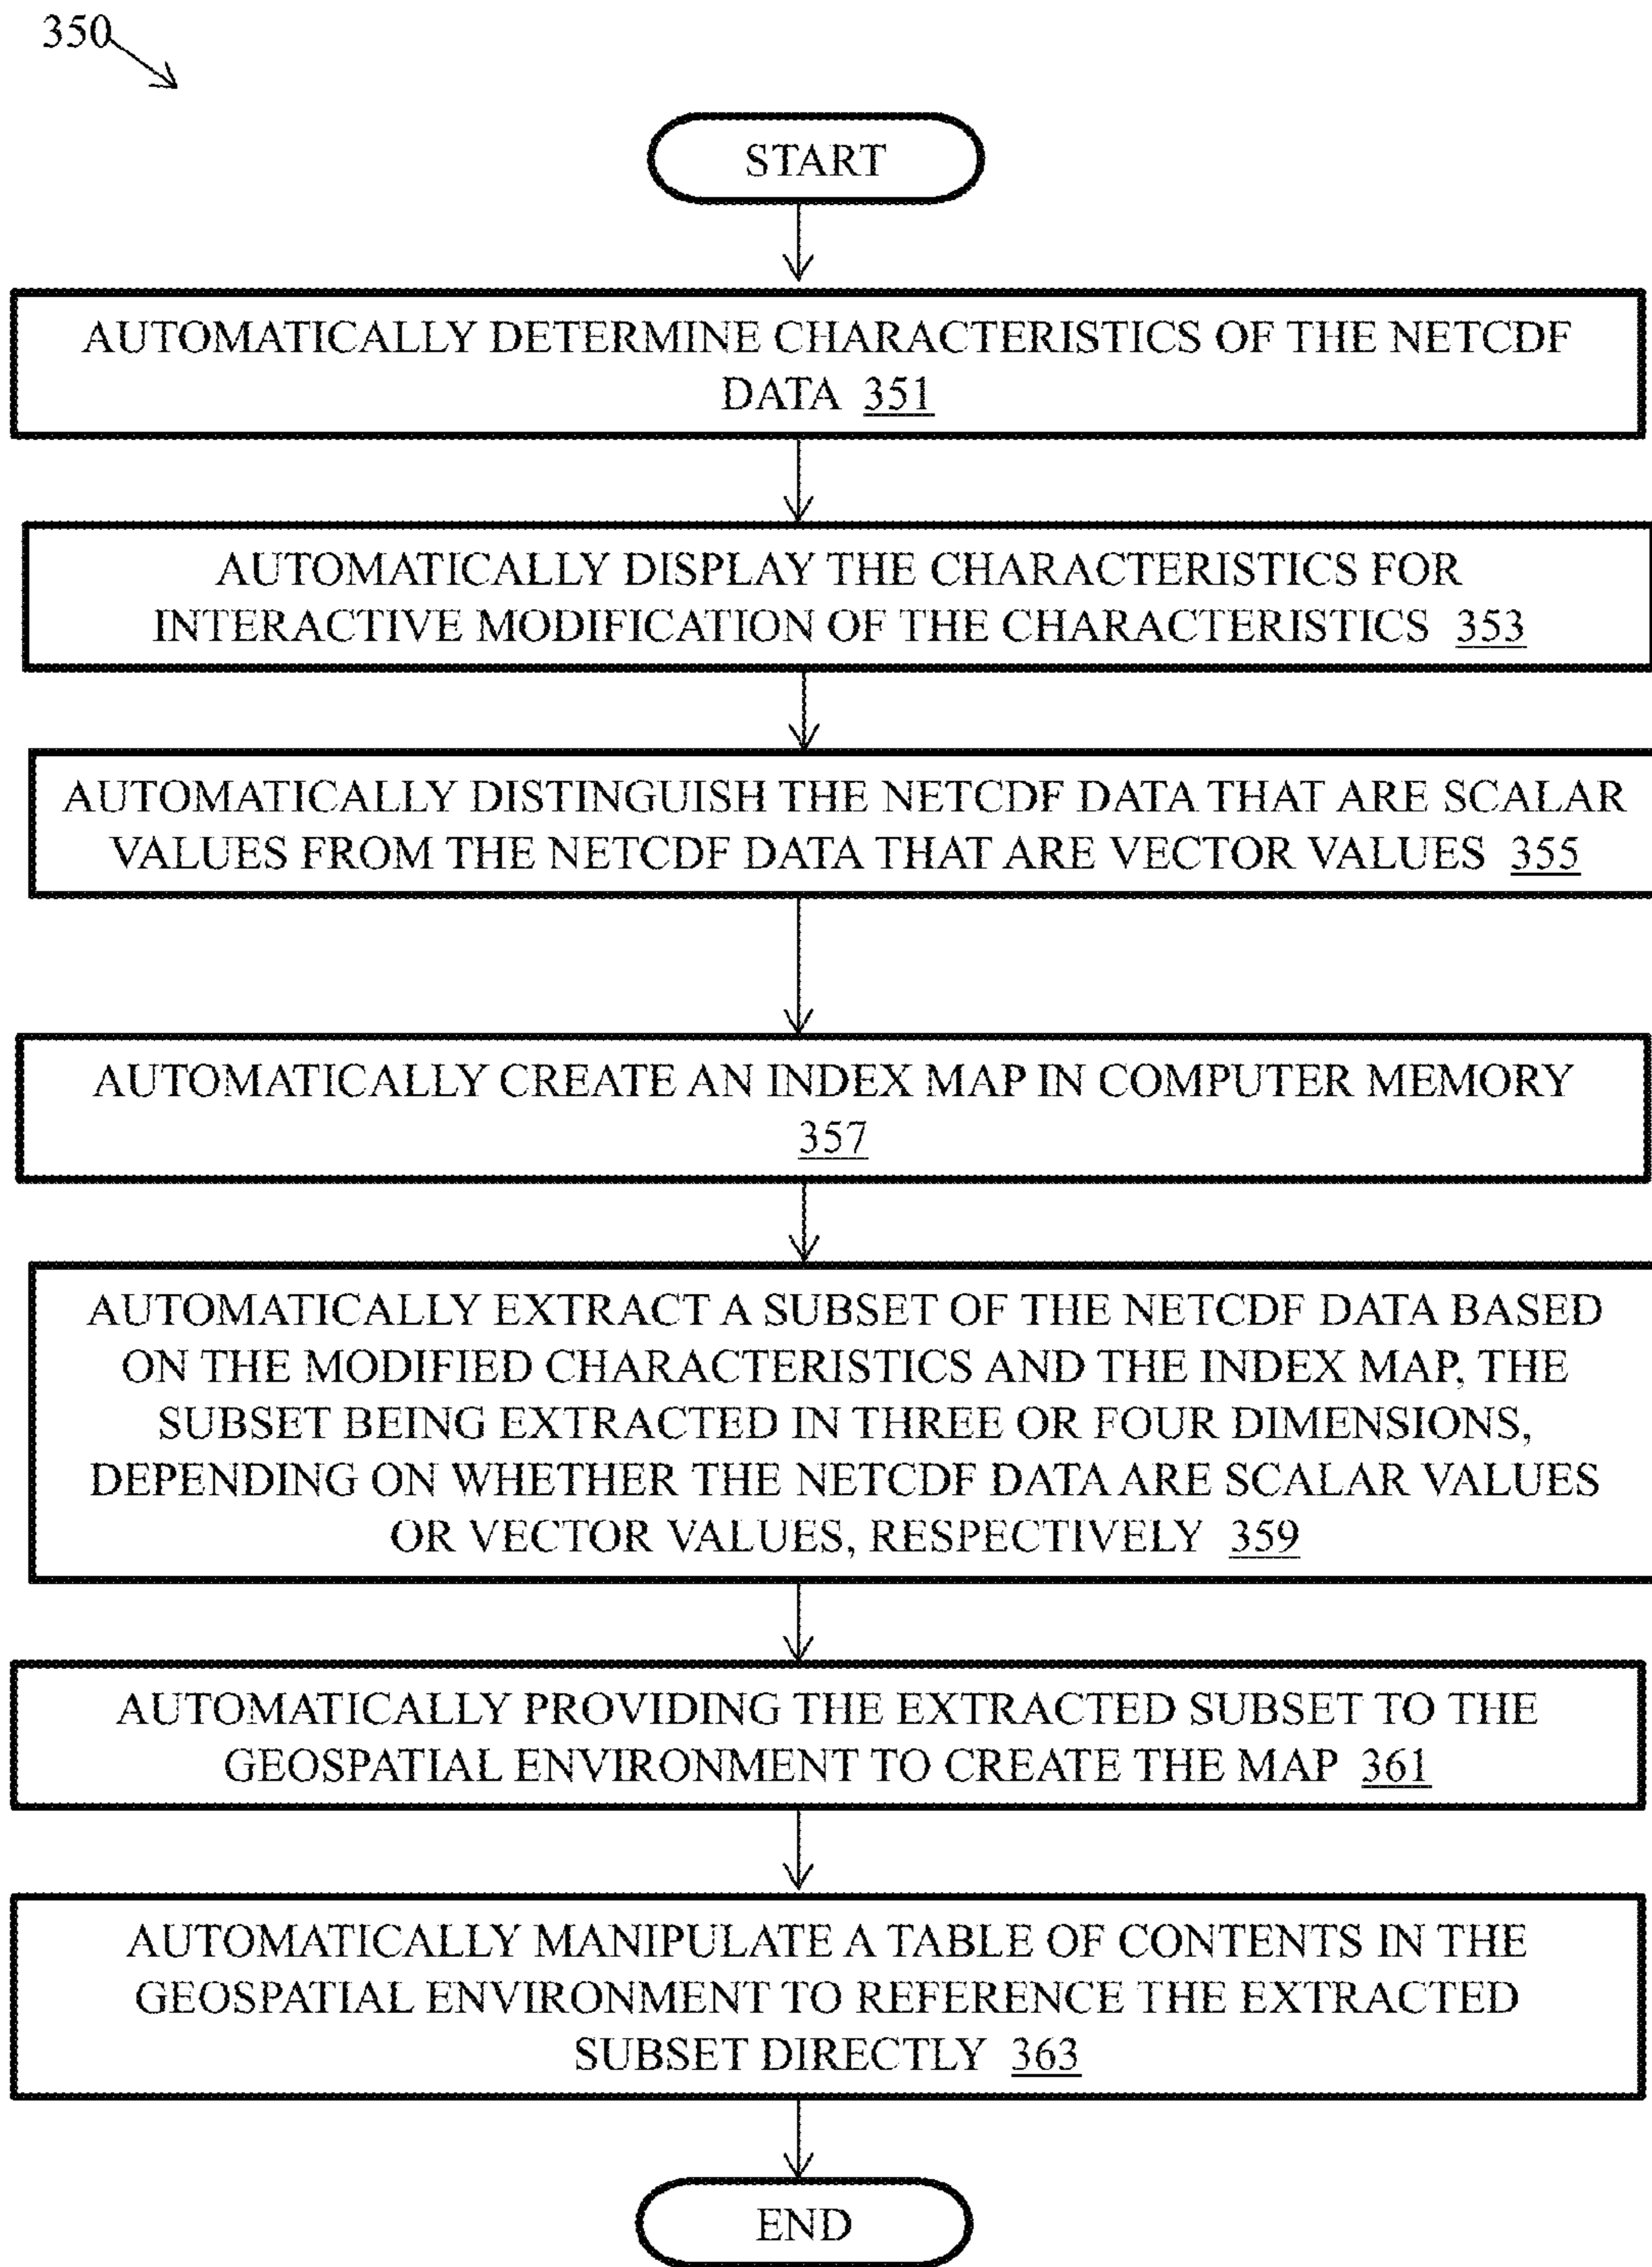 350
START
AUTOMATICALLY DETERMINE CHARACTERISTICS OF THE NETCDF
DATA 351
AUTOMATICALLY DISPLAY THE CHARACTERISTICS FOR
INTERACTIVE MODIFICATION OF THE CHARACTERISTICS 353
AUTOMATICALLY DISTINGUISH THE NETCDF DATA THAT ARE SCALAR
VALUES FROM THE NETCDF DATA THAT ARE VECTOR VALUES 355
AUTOMATICALLY CREATE AN INDEX MAP IN COMPUTER MEMORY
357
AUTOMATICALLY EXTRACT A SUBSET OF THE NETCDF DATA BASED
ON THE MODIFIED CHARACTERISTICS AND THE INDEX MAP, THE
SUBSET BEING EXTRACTED IN THREE OR FOUR DIMENSIONS,
DEPENDING ON WHETHER THE NETCDF DATA ARE SCALAR VALUES
OR VECTOR VALUES, RESPECTIVELY 359
AUTOMATICALLY PROVIDING THE EXTRACTED SUBSET TO THE
GEOSPATIAL ENVIRONMENT TO CREATE THE MAP 361
AUTOMATICALLY MANIPULATE A TABLE OF CONTENTS IN THE
GEOSPATIAL ENVIRONMENT TO REFERENCE THE EXTRACTED
SUBSET DIRECTLY 363
END